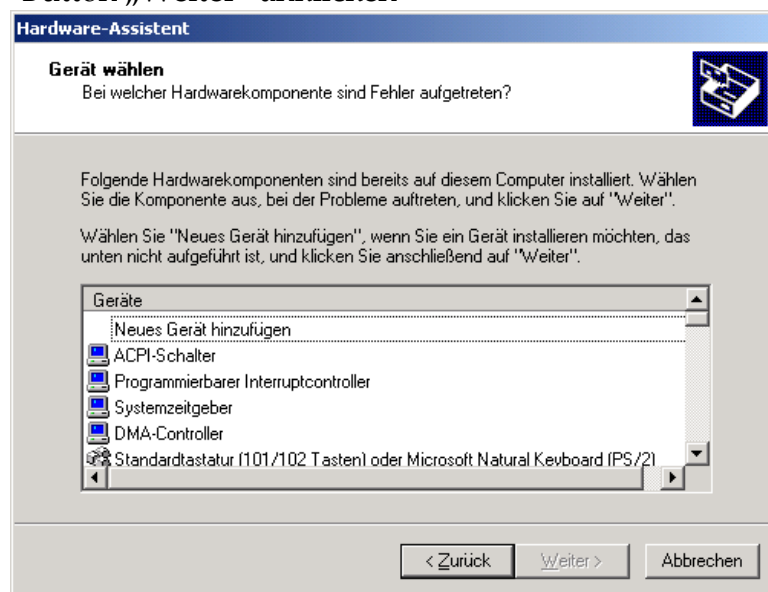 Button „Weiter“ anklicken
Hardware-Assistent
Gerät wählen
Bei welcher Hardwarekomponente sind Fehler aufgetreten?
Folgende Hardwarekomponenten sind bereits auf diesem Computer installiert. Wählen
Sie die Komponente aus, bei der Probleme auftreten, und klicken Sie auf "Weiter".
Wählen Sie "Neues Gerät hinzufügen", wenn Sie ein Gerät installieren möchten, das
unten nicht aufgeführt ist, und klicken Sie anschließend auf "Weiter".
Geräte
Neues Gerät hinzufügen
ACPI-Schalter
Programmierbarer Interruptcontroller
Systemzeitgeber
DMA-Controller
Standardtastatur (101/102 Tasten) oder Microsoft Natural Keyboard (PS/2)
< Zurück Weiter > Abbrechen